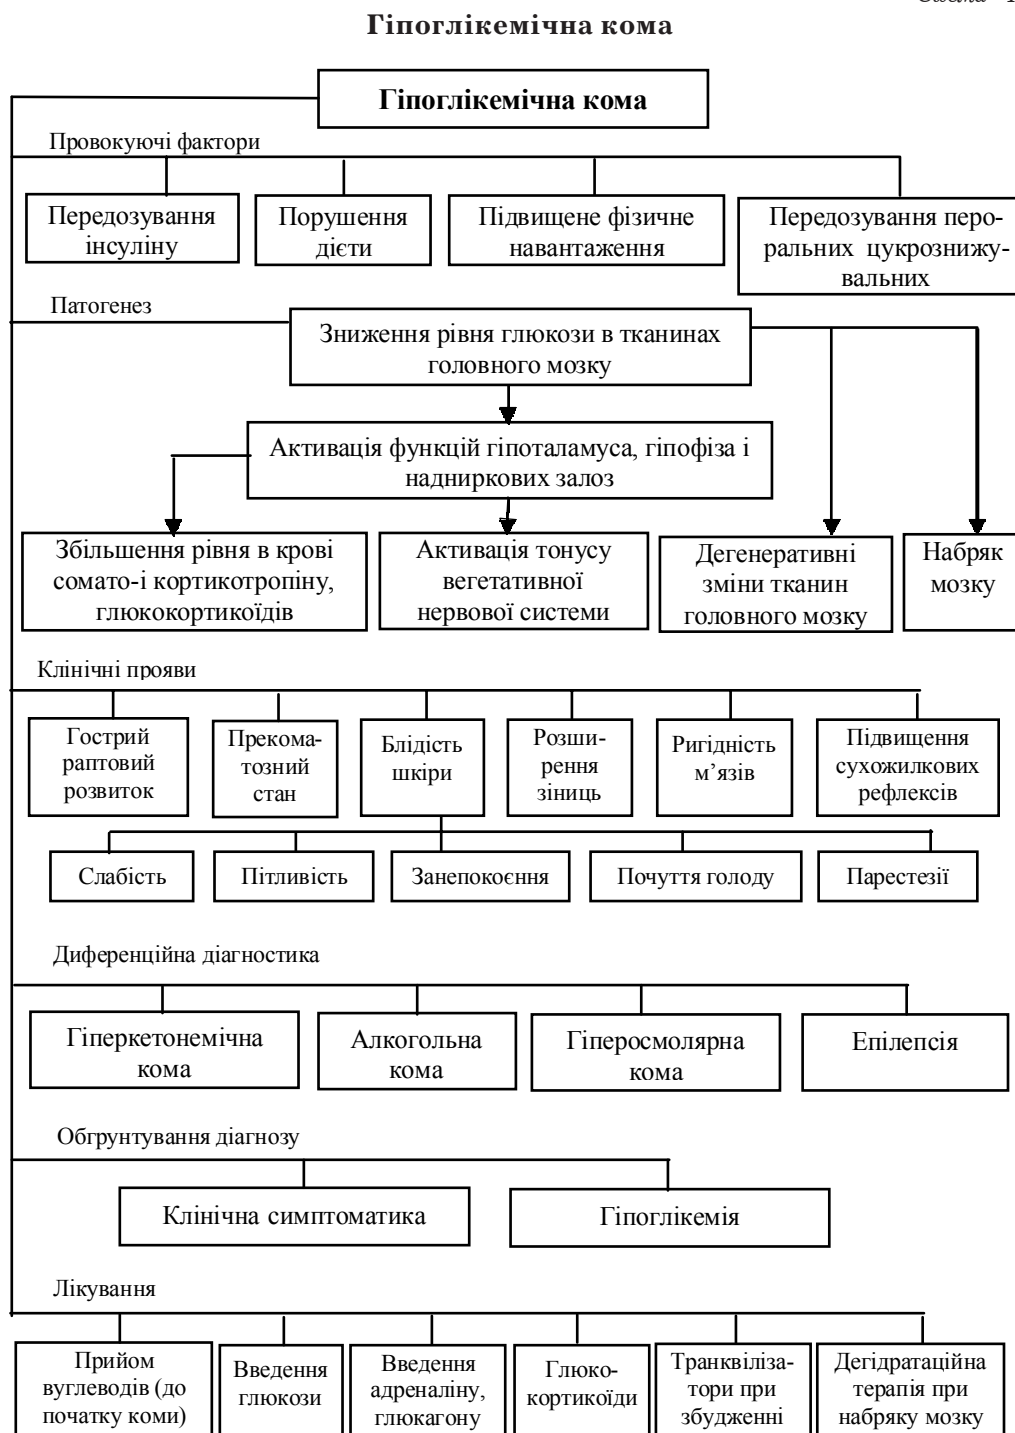 Гіпоглікемічна кома
Гіпоглікемічна кома
Провокуючі фактори
Передозування
інсуліну
Порушення
дієти
Підвищене фізичне
навантаження
Передозування перо-
ральних цукрознижу-
вальних
Патогенез
Зниження рівня глюкози в тканинах
головного мозку
Активація функцій гіпоталамуса, гіпофіза і
наднирковых залоз
Збільшення рівня в крові
сомато-і кортикотропіну,
глюкокортикоїдів
Активація тонусу
вегетативної
нервової системи
Дегенеративні
зміни тканин
головного мозку
Набряк
мозку
Клінічні прояви
Гострий
раптовий
розвиток
Прекома-
тозний
стан
Блідість
шкіри
Розши-
рення
зіниць
Ригідність
м’язів
Підвищення
сухожилкових
рефлексів
Слабість
Пітливість
Занепокоєння
Почуття голоду
Парестезії
Диференційна діагностика
Гіперкетонемічна
кома
Алкогольна
кома
Гіперосмолярна
кома
Епілепсія
Обгрунтування діагнозу
Клінічна симптоматика
Гіпоглікемія
Лікування
Прийом
вуглеводів (до
початку коми)
Введення
глюкози
Введення
адреналіну,
глюкагону
Глюко-
кортикоїди
Транквіліза-
тори при
збудженні
Дегідратаційна
терапія при
набряку мозку